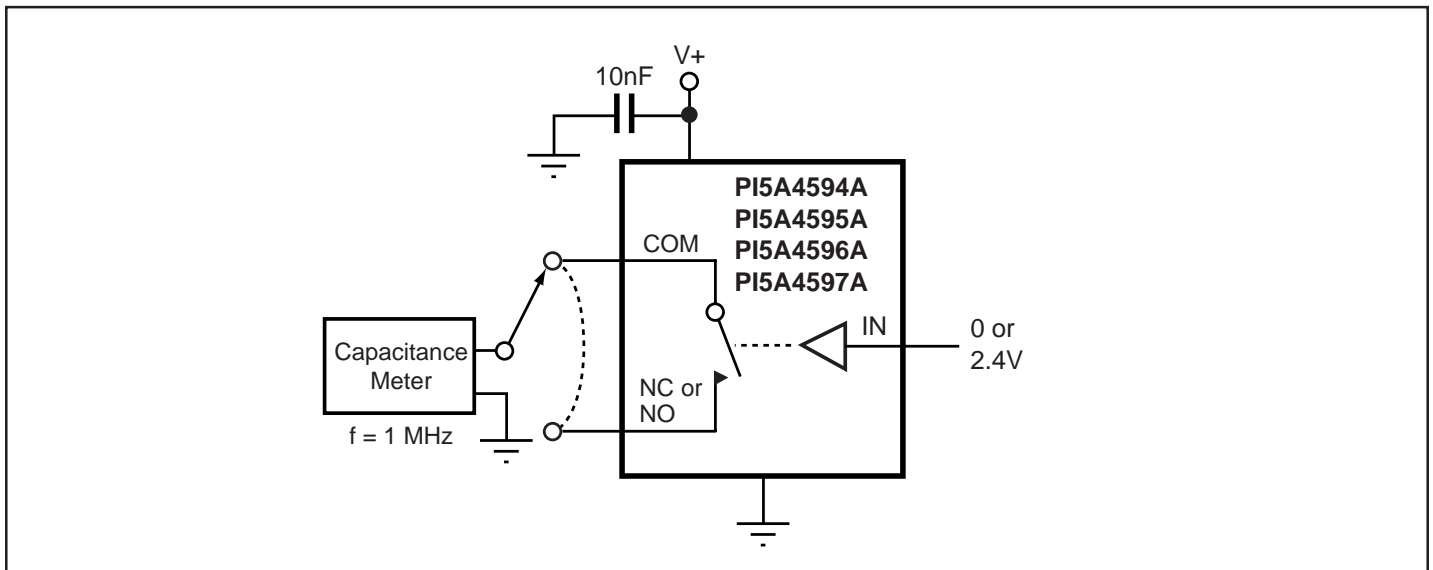 V+
10nF
PI5A4594A
PI5A4595A
PI5A4596A
PI5A4597A
COM
IN
0 or
2.4V
Capacitance
Meter
NC or
NO
f = 1 MHz